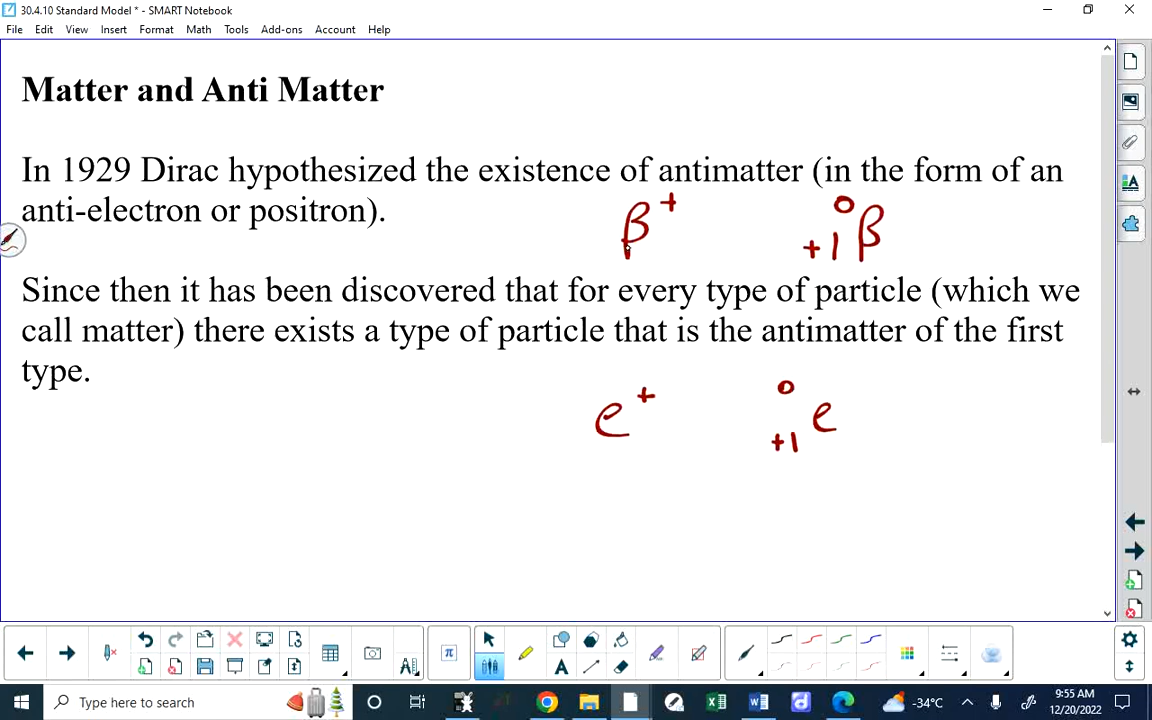 30.4.10 Standard Model * - SMART Notebook
File Edit View Insert Format Math Tools Add-ons Account Help
Matter and Anti Matter
In 1929 Dirac hypothesized the existence of antimatter (in the form of an
anti-electron or positron).
β⁺ ⁰₊₁β
Since then it has been discovered that for every type of particle (which we
call matter) there exists a type of particle that is the antimatter of the first
type.
e⁺ ⁰₊₁e
π
A
Type here to search
-34°C
9:55 AM
12/20/2022